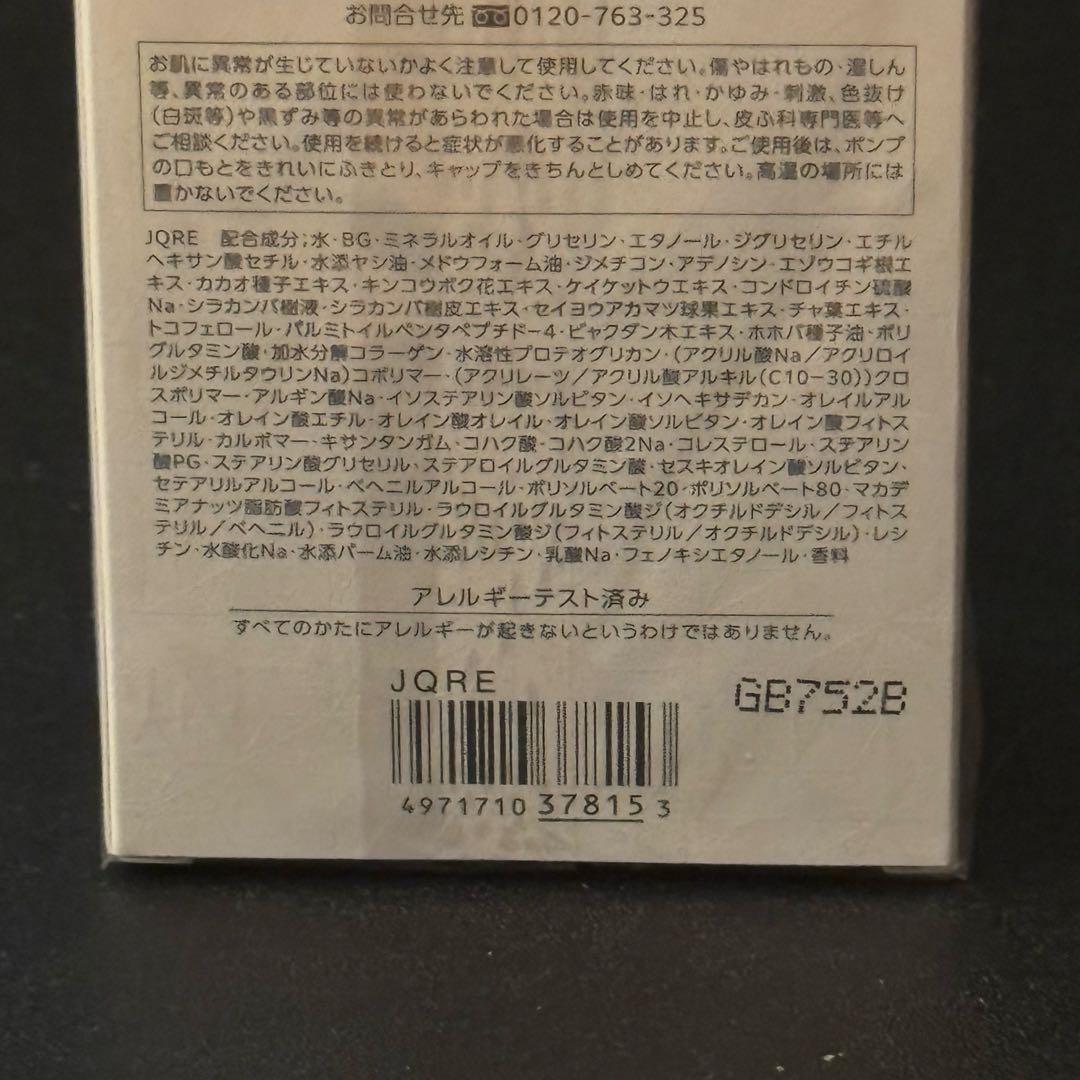 お問合せ先 0120-763-325
お肌に異常が生じていないかよく注意して使用してください。傷やはれもの・湿しん
等、異常のある部位には使わないでください。赤味・はれ・かゆみ・刺激、色抜け
(白斑等)や黒ずみ等の異常があらわれた場合は使用を中止し、皮ふ科専門医等へ
ご相談ください。使用を続けると症状が悪化することがあります。ご使用後は、ポンプ
の口もとをきれいにふきとり、キャップをきちんとしめてください。高温の場所には
置かないでください。
JQRE 配合成分;水・BG・ミネラルオイル・グリセリン・エタノール・ジグリセリン・エチル
ヘキサン酸セチル・水添ヤシ油・メドウフォーム油・ジメチコン・アデノシン・エゾウコギ根エ
キス・カカオ種子エキス・キンコウボク花エキス・ケイケットウエキス・コンドロイチン硫酸
Na・シラカンバ樹液・シラカンバ樹皮エキス・セイヨウアカマツ球果エキス・チャ葉エキス・
トコフェロール・パルミトイルペンタペプチド-4・ビャクダン木エキス・ホホバ種子油・ポリ
グルタミン酸・加水分解コラーゲン・水溶性プロテオグリカン・(アクリル酸Na/アクリロイ
ルジメチルタウリンNa)コポリマー・(アクリレーツ/アクリル酸アルキル(C10-30))クロ
スポリマー・アルギン酸Na・イソステアリン酸ソルビタン・イソヘキサデカン・オレイルアル
コール・オレイン酸エチル・オレイン酸オレイル・オレイン酸ソルビタン・オレイン酸フィトス
テリル・カルボマー・キサンタンガム・コハク酸・コハク酸2Na・コレステロール・ステアリン
酸PG・ステアリン酸グリセリル・ステアロイルグルタミン酸・セスキオレイン酸ソルビタン・
セテアリルアルコール・ベヘニルアルコール・ポリソルベート20・ポリソルベート80・マカデ
ミアナッツ脂肪酸フィトステリル・ラウロイルグルタミン酸ジ(オクチルドデシル/フィトス
テリル/ベヘニル)・ラウロイルグルタミン酸ジ(フィトステリル/オクチルドデシル)・レシ
チン・水酸化Na・水添パーム油・水添レシチン・乳酸Na・フェノキシエタノール・香料
アレルギーテスト済み
すべてのかたにアレルギーが起きないというわけではありません。
JQRE
GB752B
4971710 37815 3